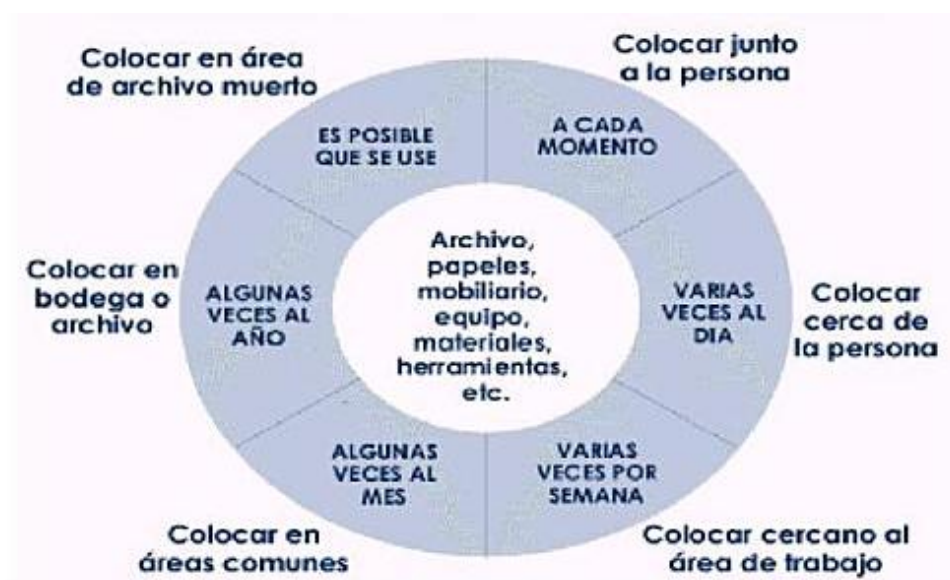 Colocar en área
de archivo muerto
Colocar junto
a la persona
ES POSIBLE
QUE SE USE
A CADA
MOMENTO
Colocar en
bodega o
archivo
ALGUNAS
VECES AL
AÑO
Archivo,
papeles,
mobiliario,
equipo,
materiales,
herramientas,
etc.
VARIAS
VECES AL
DIA
Colocar
cerca de
la persona
ALGUNAS
VECES AL
MES
VARIAS
VECES POR
SEMANA
Colocar en
áreas comunes
Colocar cercano al
área de trabajo